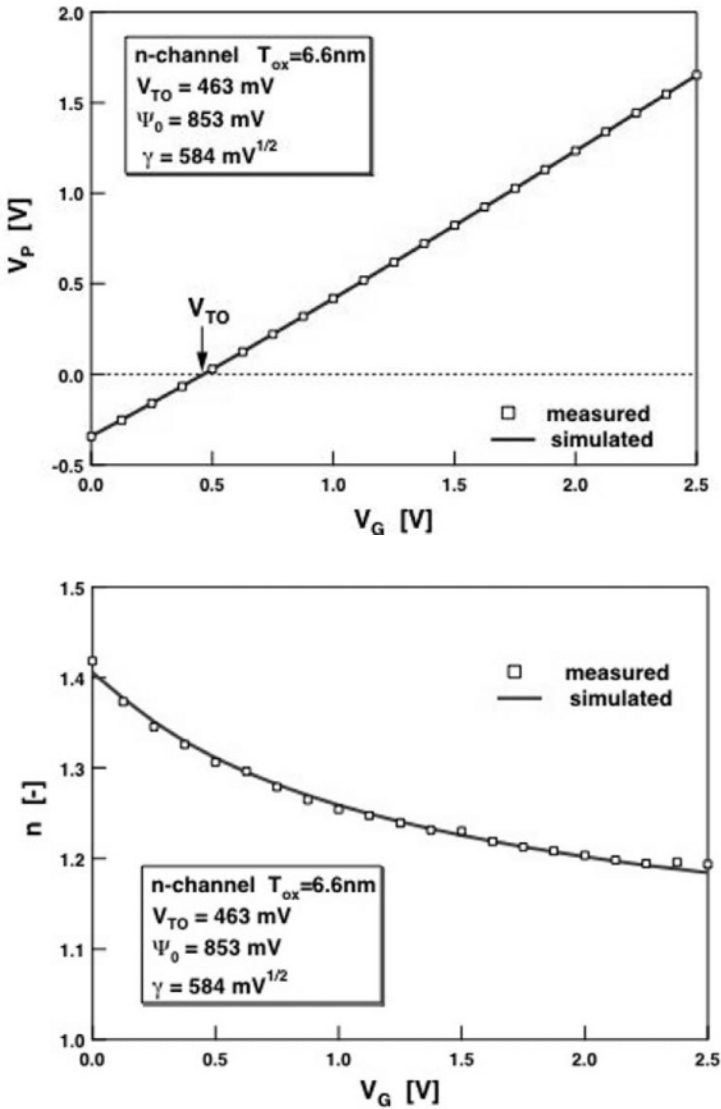 n-channel T_ox=6.6nm
V_TO = 463 mV
Ψ_0 = 853 mV
γ = 584 mV^1/2
2.0
1.5
1.0
0.5
0.0
-0.5
V_P [V]
V_TO
measured
simulated
0.0 0.5 1.0 1.5 2.0 2.5
V_G [V]
1.5
1.4
1.3
1.2
1.1
1.0
n [-]
measured
simulated
n-channel T_ox=6.6nm
V_TO = 463 mV
Ψ_0 = 853 mV
γ = 584 mV^1/2
0.0 0.5 1.0 1.5 2.0 2.5
V_G [V]